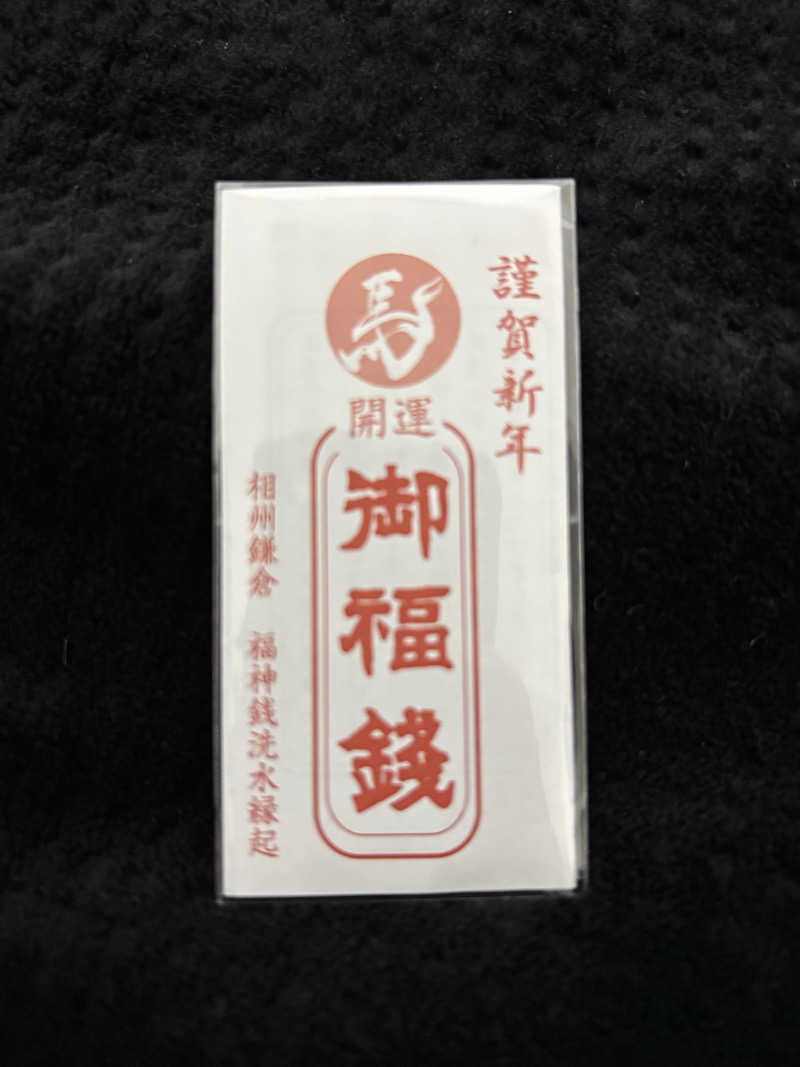 謹賀新年
馬
開運
御福錢
相州鎌倉 福神銭洗水縁起